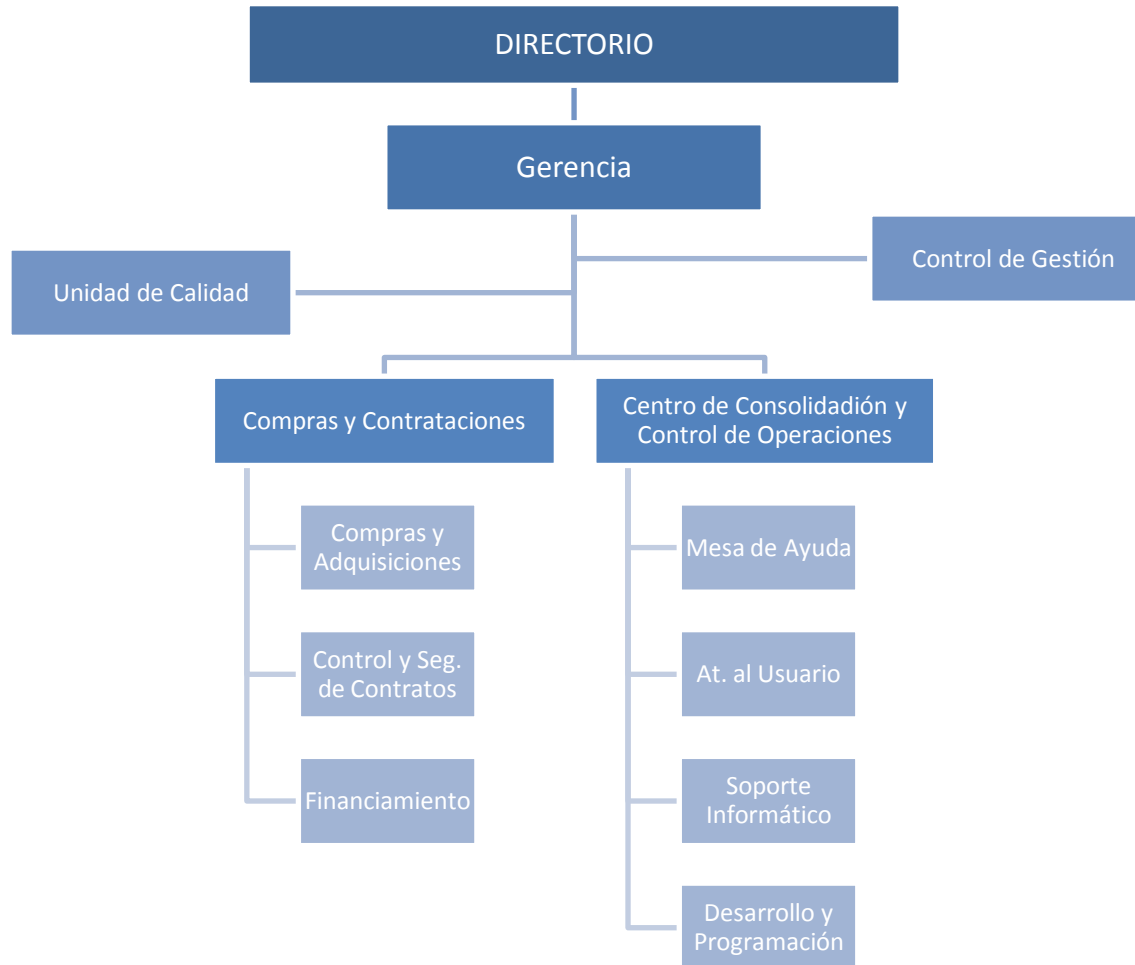 DIRECTORIO
Gerencia
Control de Gestión
Unidad de Calidad
Compras y Contrataciones
Centro de Consolidadión y
Control de Operaciones
Compras y
Adquisiciones
Mesa de Ayuda
Control y Seg.
de Contratos
At. al Usuario
Financiamiento
Soporte
Informático
Desarrollo y
Programación